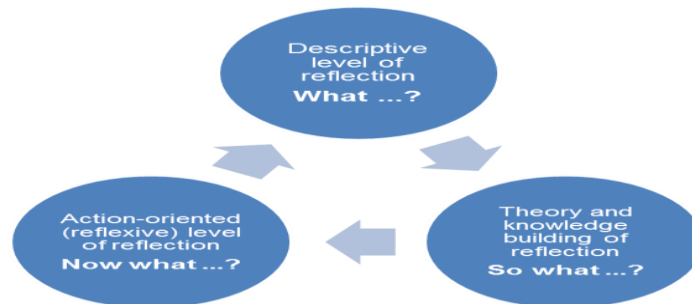 Descriptive
level of
reflection
What ...?
Action-oriented
(reflexive) level
of reflection
Now what ...?
Theory and
knowledge
building of
reflection
So what ...?